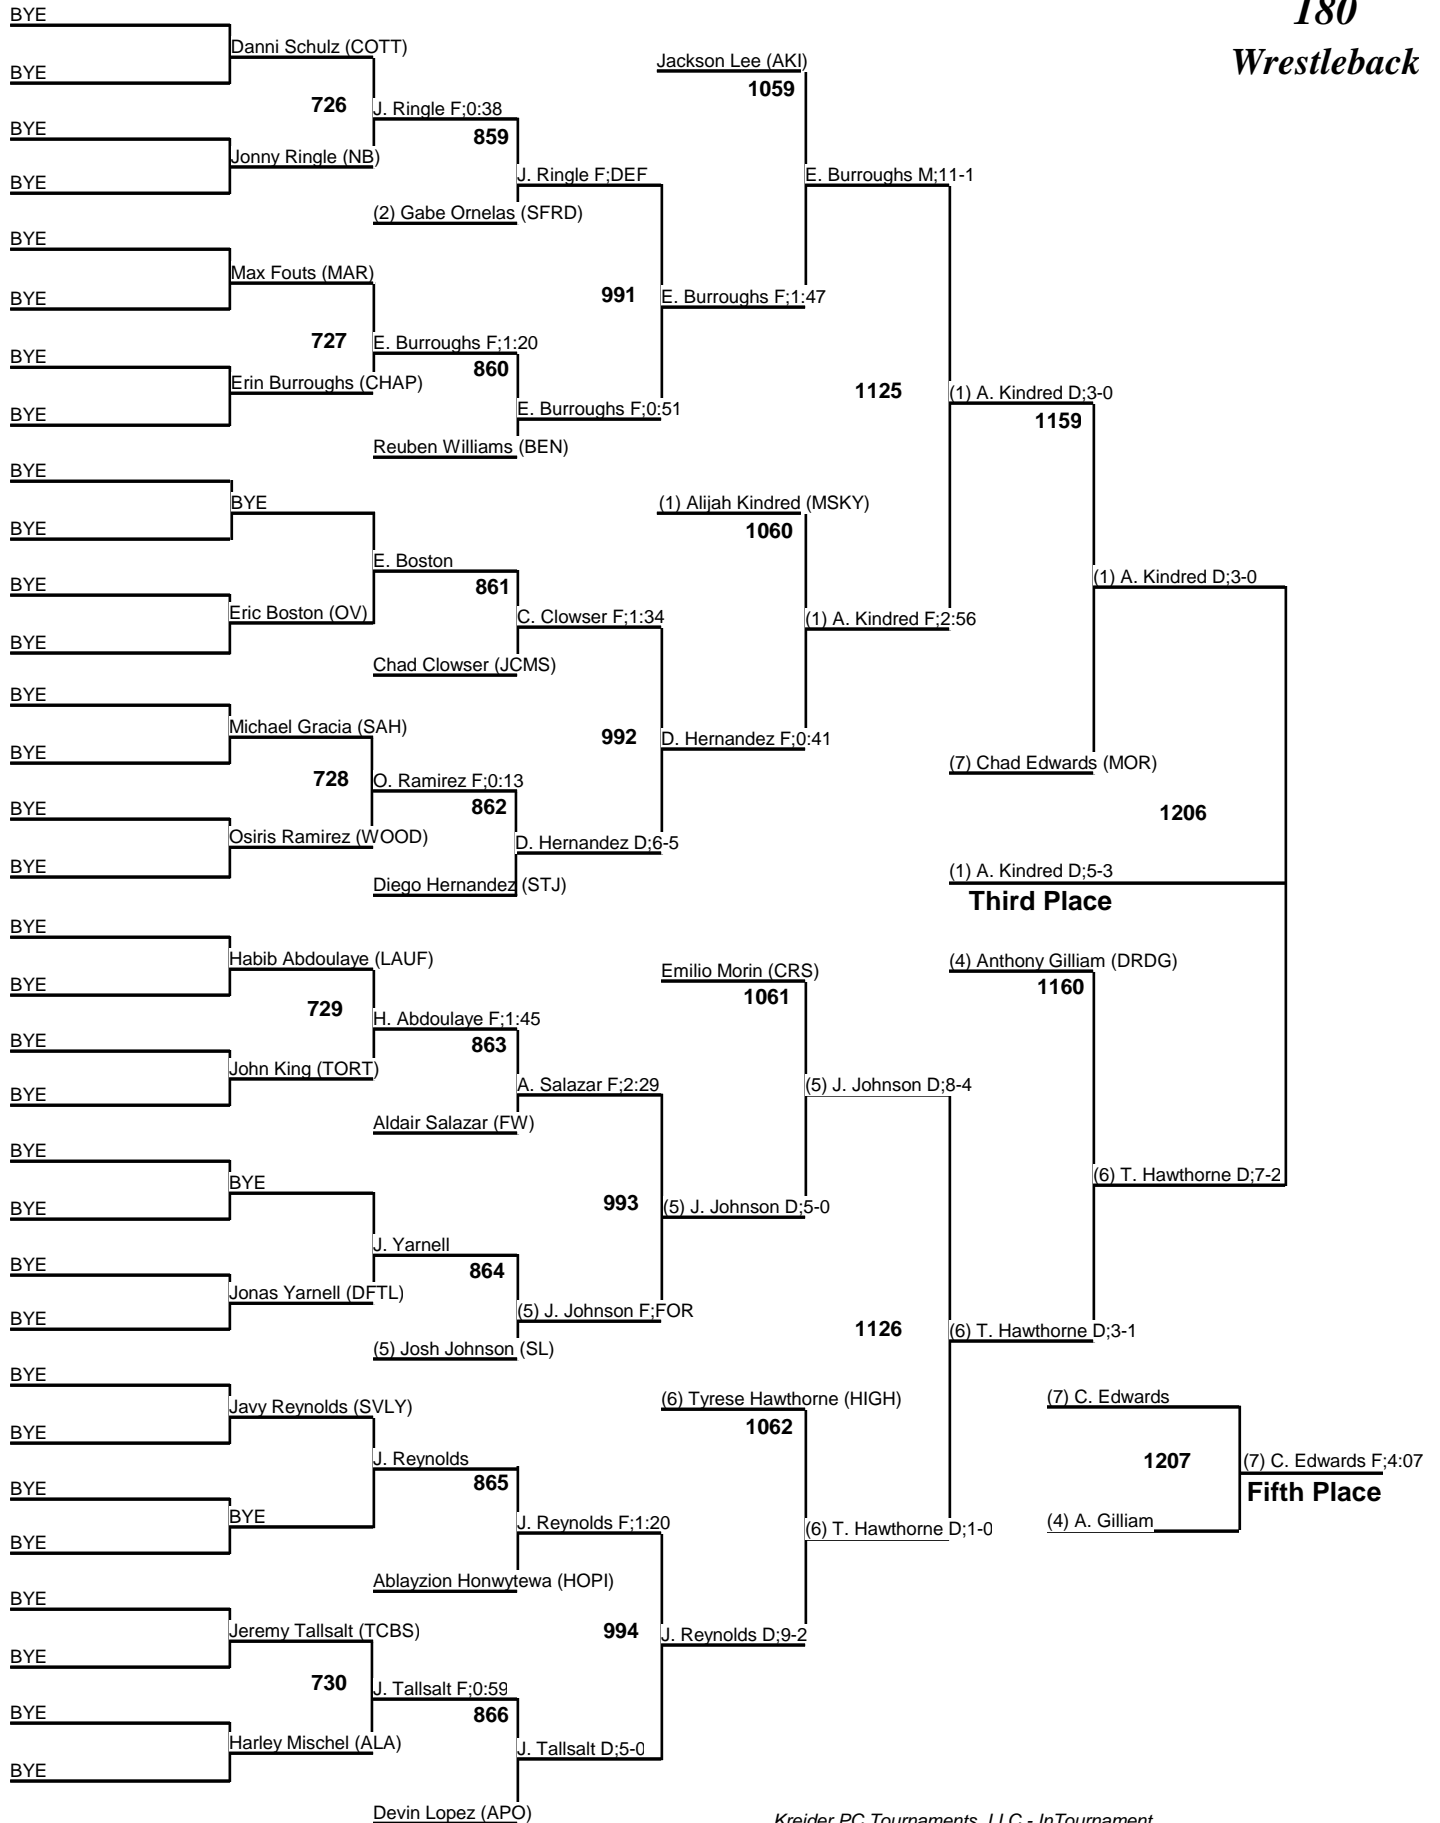 180
Wrestleback
BYE
Danni Schulz (COTT)
Jackson Lee (AKI)
BYE
1059
726
J. Ringle F;0:38
BYE
859
Jonny Ringle (NB)
J. Ringle F;DEF
E. Burroughs M;11-1
BYE
(2) Gabe Ornelas (SFRD)
BYE
Max Fouts (MAR)
BYE
991
E. Burroughs F;1:47
727
E. Burroughs F;1:20
BYE
860
Erin Burroughs (CHAP)
1125
(1) A. Kindred D;3-0
BYE
E. Burroughs F;0:51
1159
Reuben Williams (BEN)
BYE
BYE
(1) Alijah Kindred (MSKY)
BYE
1060
E. Boston
BYE
861
(1) A. Kindred D;3-0
Eric Boston (OV)
C. Clowser F;1:34
(1) A. Kindred F;2:56
BYE
Chad Clowser (JCMS)
BYE
Michael Gracia (SAH)
BYE
992
D. Hernandez F;0:41
(7) Chad Edwards (MOR)
728
O. Ramirez F;0:13
BYE
862
1206
Osiris Ramirez (WOOD)
D. Hernandez D;6-5
BYE
Diego Hernandez (STJ)
(1) A. Kindred D;5-3
Third Place
BYE
Habib Abdoulaye (LAUF)
Emilio Morin (CRS)
(4) Anthony Gilliam (DRDG)
BYE
1061
1160
729
H. Abdoulaye F;1:45
BYE
863
John King (TORT)
A. Salazar F;2:29
(5) J. Johnson D;8-4
BYE
Aldair Salazar (FW)
BYE
BYE
(6) T. Hawthorne D;7-2
BYE
993
(5) J. Johnson D;5-0
J. Yarnell
BYE
864
Jonas Yarnell (DFTL)
BYE
(5) J. Johnson F;FOR
1126
(6) T. Hawthorne D;3-1
(5) Josh Johnson (SL)
BYE
Javy Reynolds (SVLY)
(6) Tyrese Hawthorne (HIGH)
(7) C. Edwards
BYE
1062
J. Reynolds
1207
(7) C. Edwards F;4:07
BYE
865
Fifth Place
BYE
J. Reynolds F;1:20
(6) T. Hawthorne D;1-0
(4) A. Gilliam
BYE
Ablayzion Honwytewa (HOPI)
BYE
Jeremy Tallsalt (TCBS)
994
J. Reynolds D;9-2
BYE
730
J. Tallsalt F;0:59
BYE
866
Harley Mischel (ALA)
J. Tallsalt D;5-0
BYE
Devin Lopez (APO)
Kreider PC Tournaments, LLC - InTournament